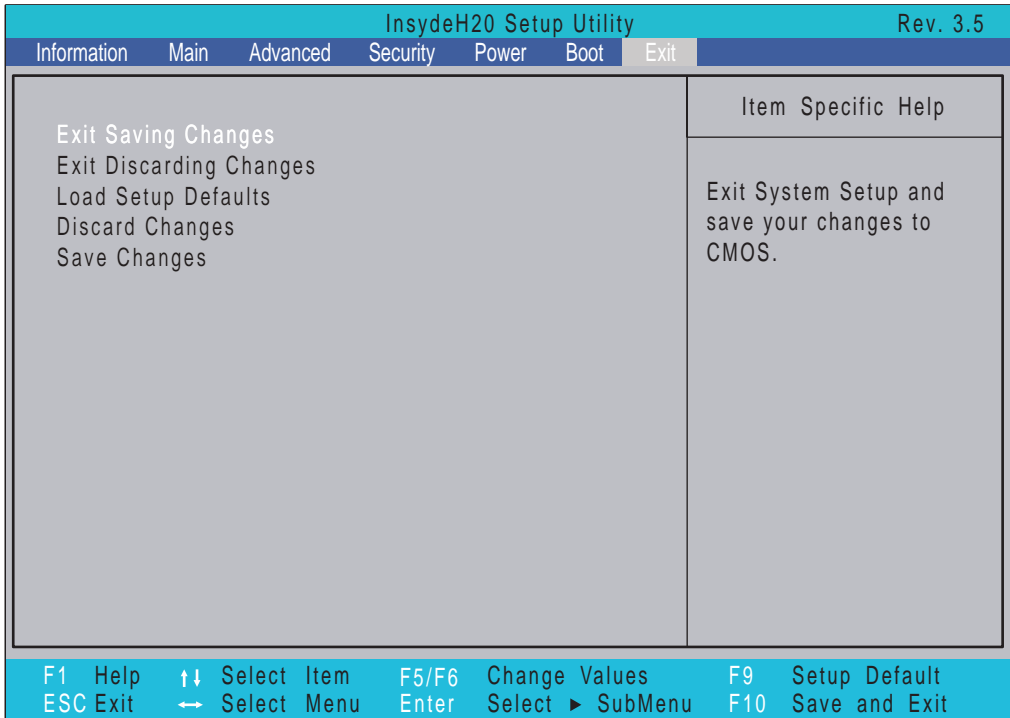 InsydeH20 Setup Utility Rev. 3.5
Information Main Advanced Security Power Boot Exit
Item Specific Help
Exit Saving Changes
Exit Discarding Changes
Load Setup Defaults
Discard Changes
Save Changes
Exit System Setup and
save your changes to
CMOS.
F1 Help ↑↓ Select Item F5/F6 Change Values F9 Setup Default
ESC Exit ↔ Select Menu Enter Select ► SubMenu F10 Save and Exit